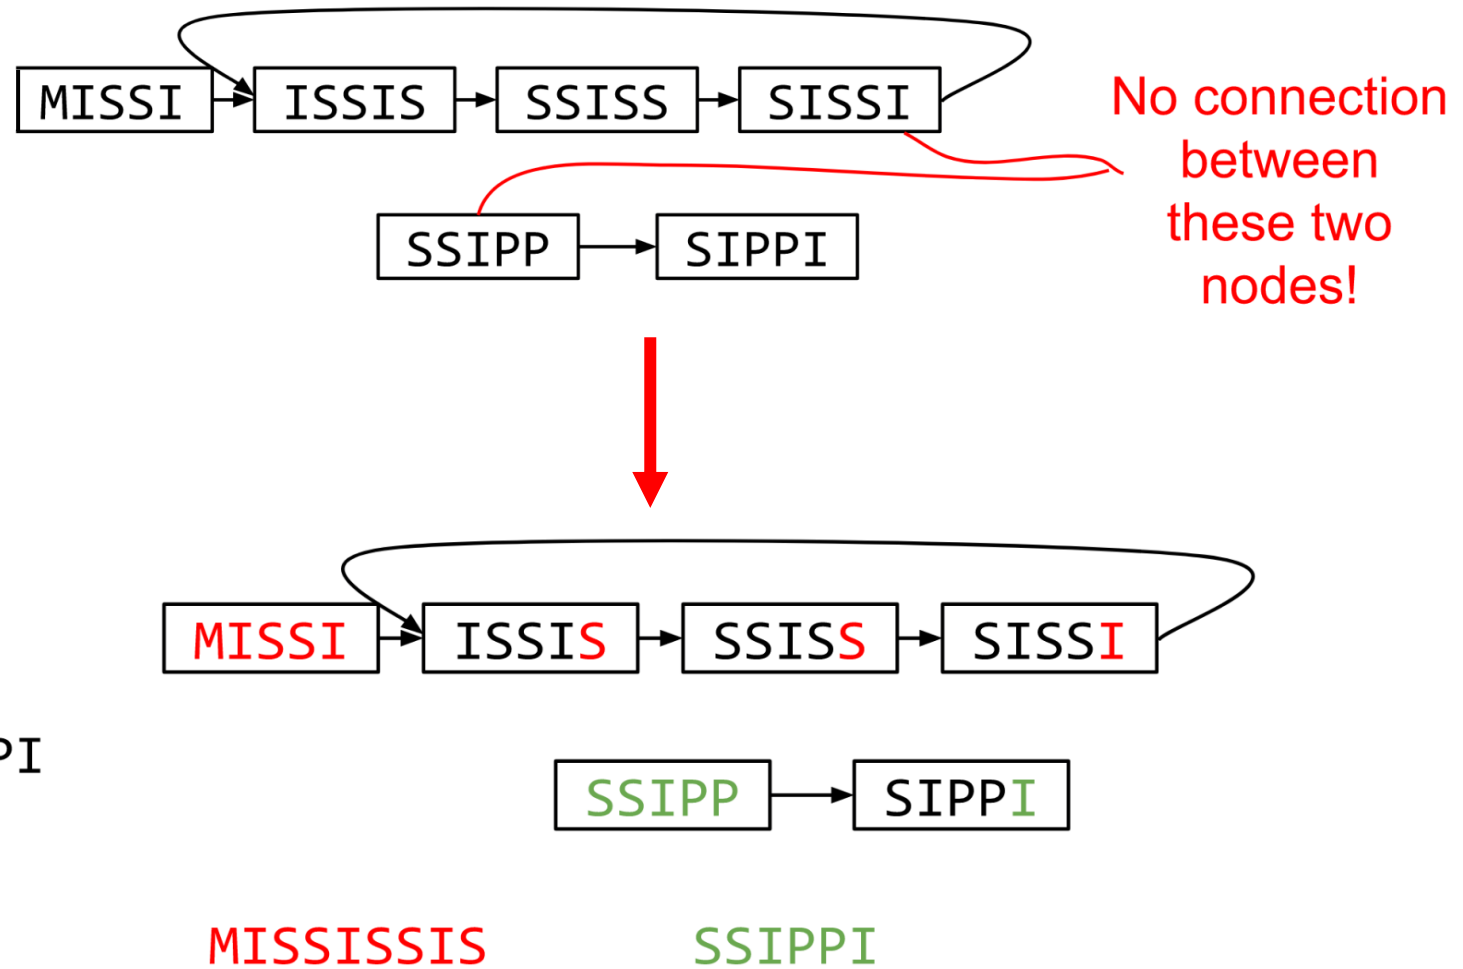 MISSI ISSIS SSISS SISSI
No connection
between
these two
nodes!
SSIPP SIPPI
MISSI ISSIS SSISS SISSI
PI
SSIPP SIPPI
MISSISSIS SSIPPI